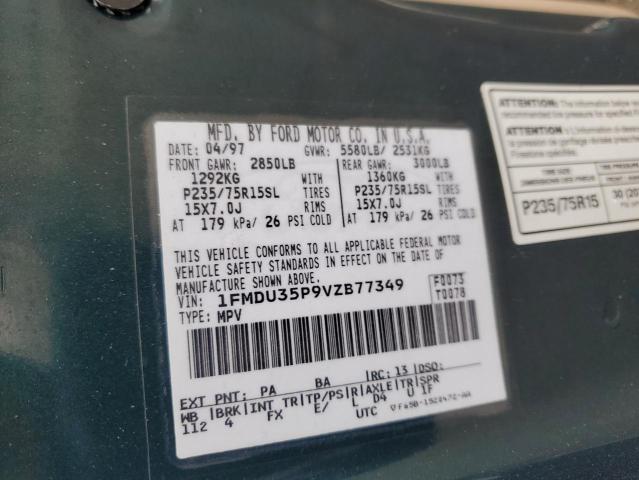 MFD. BY FORD MOTOR CO. IN U.S.A.
DATE: 04/97 GVWR: 5580LB/ 2531KG
FRONT GAWR: 2850LB REAR GAWR: 3000LB
1292KG WITH 1360KG WITH
P235/75R15SL TIRES P235/75R15SL TIRES
15X7.0J RIMS 15X7.0J RIMS
AT 179 kPa/ 26 PSI COLD AT 179 kPa/ 26 PSI COLD
THIS VEHICLE CONFORMS TO ALL APPLICABLE FEDERAL MOTOR
VEHICLE SAFETY STANDARDS IN EFFECT ON THE DATE OF
MANUFACTURE SHOWN ABOVE.
VIN: 1FMDU35P9VZB77349 F0073
TYPE: MPV T0078
EXT PNT: PA BA RC: 13 DSO:
WB BRK INT TR TP/PS R AXLE TR SPR
112 4 FX E/ L D4 U IF
UTC
ATTENTION:
ATTENTION:
TIRE SIZE
P235/75R15